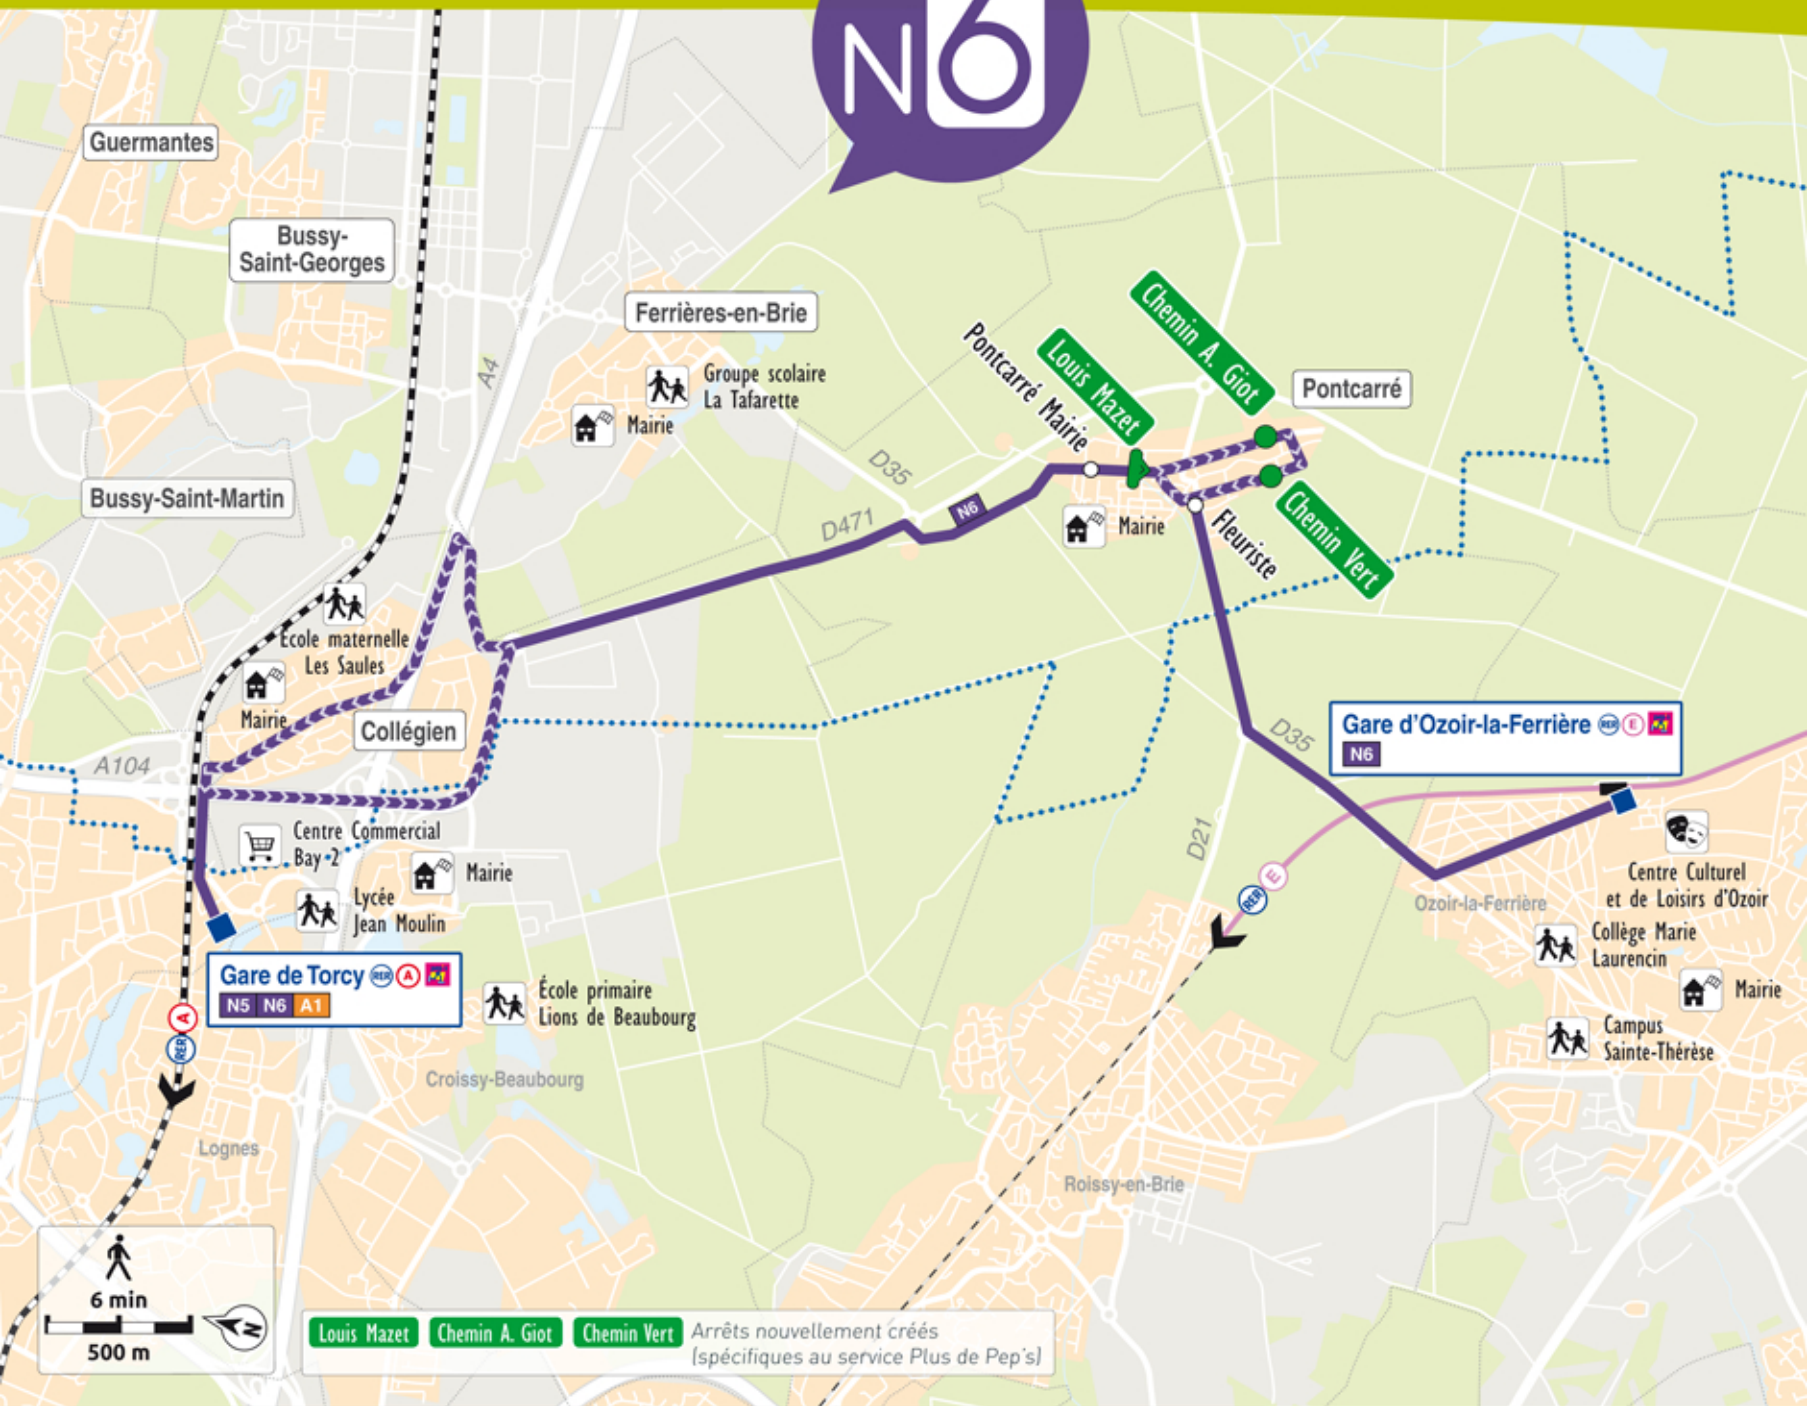 N6
Guermantes
Bussy-
Saint-Georges
Ferrières-en-Brie
A4
Groupe scolaire
La Tafarette
Mairie
Chemin A. Giot
Louis Mazet
Pontcarré Mairie
Pontcarré
D35
D471
N6
Mairie
Fleuriste
Chemin Vert
Bussy-Saint-Martin
École maternelle
Les Saules
Mairie
Collégien
A104
Centre Commercial
Bay 2
Mairie
Lycée
Jean Moulin
Gare de Torcy RER A
N5 N6 A1
École primaire
Lions de Beaubourg
A
RER
Croissy-Beaubourg
Lognes
D35
Gare d'Ozoir-la-Ferrière RER E
N6
D21
E
RER
Ozoir-la-Ferrière
Centre Culturel
et de Loisirs d'Ozoir
Collège Marie
Laurencin
Mairie
Campus
Sainte-Thérèse
Roissy-en-Brie
6 min
500 m
N
Louis Mazet Chemin A. Giot Chemin Vert Arrêts nouvellement créés
(spécifiques au service Plus de Pep's)